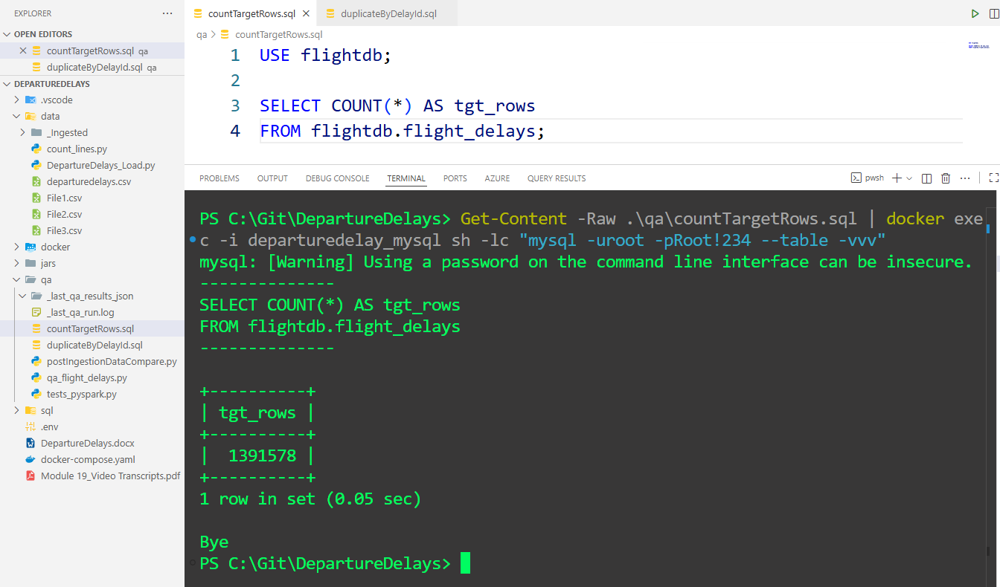 EXPLORER
···
OPEN EDITORS
countTargetRows.sql qa
duplicateByDelayId.sql qa
DEPARTUREDELAYS
.vscode
data
_Ingested
count_lines.py
DepartureDelays_Load.py
departuredelays.csv
File1.csv
File2.csv
File3.csv
docker
jars
qa
_last_qa_results_json
_last_qa_run.log
countTargetRows.sql
duplicateByDelayId.sql
postIngestionDataCompare.py
qa_flight_delays.py
tests_pyspark.py
sql
.env
DepartureDelays.docx
docker-compose.yaml
Module 19_Video Transcripts.pdf
countTargetRows.sql
duplicateByDelayId.sql
qa > countTargetRows.sql
1 USE flightdb;
2
3 SELECT COUNT(*) AS tgt_rows
4 FROM flightdb.flight_delays;
PROBLEMS OUTPUT DEBUG CONSOLE TERMINAL PORTS AZURE QUERY RESULTS
pwsh
PS C:\Git\DepartureDelays> Get-Content -Raw .\qa\countTargetRows.sql | docker exe
c -i departuredelay_mysql sh -lc "mysql -uroot -pRoot!234 --table -vvv"
mysql: [Warning] Using a password on the command line interface can be insecure.
--------------
SELECT COUNT(*) AS tgt_rows
FROM flightdb.flight_delays
--------------
+----------+
| tgt_rows |
+----------+
|  1391578 |
+----------+
1 row in set (0.05 sec)
Bye
PS C:\Git\DepartureDelays>